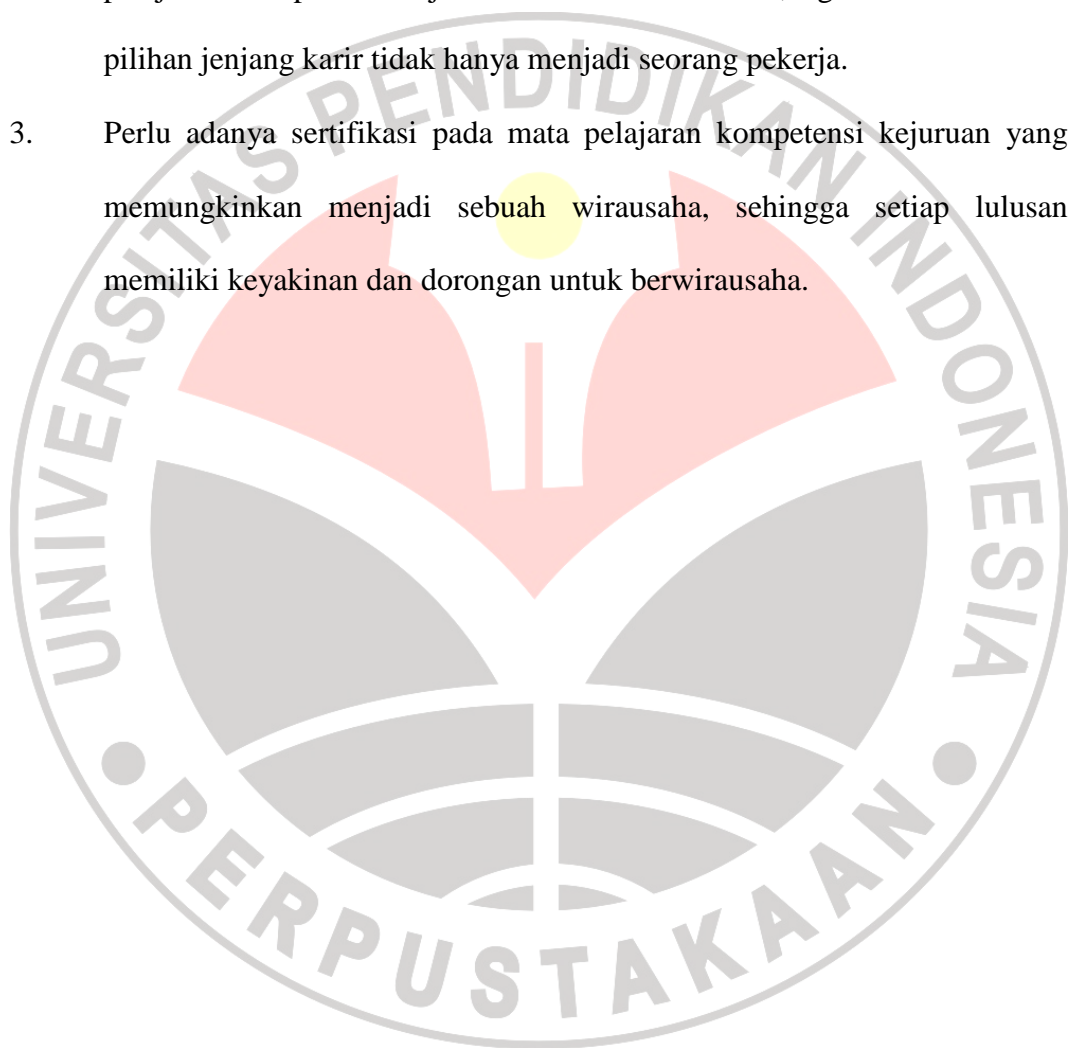 pilihan jenjang karir tidak hanya menjadi seorang pekerja.
3. Perlu adanya sertifikasi pada mata pelajaran kompetensi kejuruan yang
memungkinkan menjadi sebuah wirausaha, sehingga setiap lulusan
memiliki keyakinan dan dorongan untuk berwirausaha.
UNIVERSITAS PENDIDIKAN INDONESIA
PERPUSTAKAAN